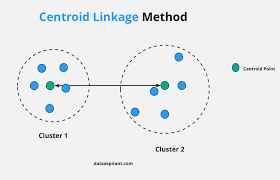 Centroid Linkage Method
Centroid Point
Cluster 1
Cluster 2
dataaspirant.com